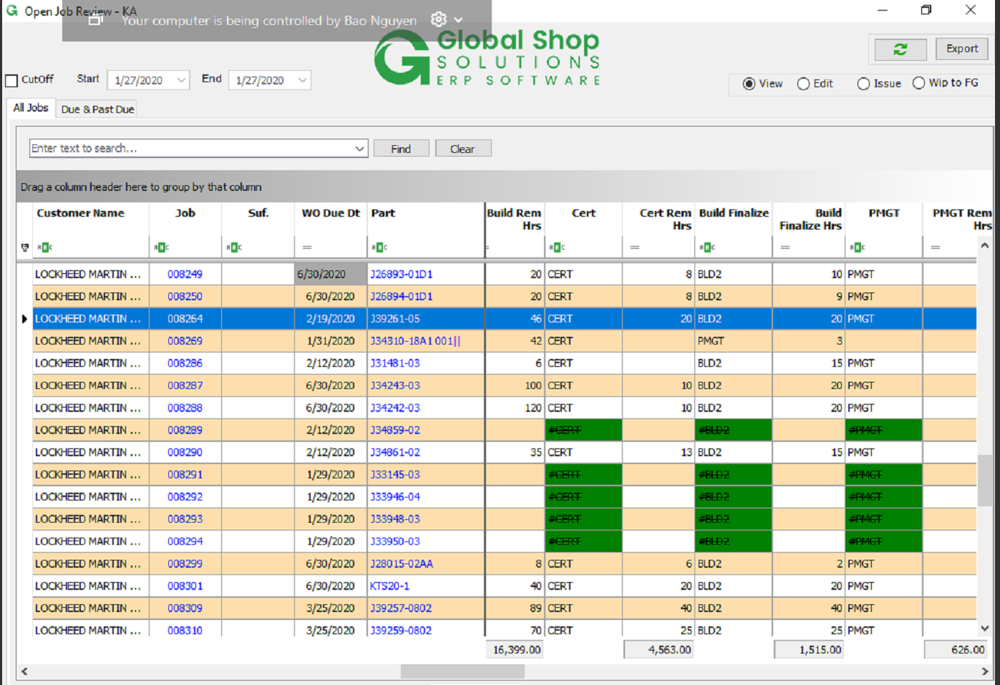 Open Job Review - KA
Your computer is being controlled by Bao Nguyen
Global Shop
SOLUTIONS
ERP SOFTWARE
Export
CutOff Start 1/27/2020 End 1/27/2020
View Edit Issue Wip to FG
All Jobs Due & Past Due
Enter text to search... Find Clear
Drag a column header here to group by that column
Customer Name Job Suf. WO Due Dt Part Build Rem Hrs Cert Cert Rem Hrs Build Finalize Build Finalize Hrs PMGT PMGT Rem Hrs
ABC ABC ABC = ABC = ABC = ABC = ABC =
LOCKHEED MARTIN ... 008249 6/30/2020 J26893-01D1 20 CERT 8 BLD2 10 PMGT
LOCKHEED MARTIN ... 008250 6/30/2020 J26894-01D1 20 CERT 8 BLD2 9 PMGT
LOCKHEED MARTIN ... 008264 2/19/2020 J39261-05 46 CERT 20 BLD2 20 PMGT
LOCKHEED MARTIN ... 008269 1/31/2020 J34310-18A1 001|| 42 CERT PMGT 3
LOCKHEED MARTIN ... 008286 2/12/2020 J31481-03 6 CERT BLD2 15 PMGT
LOCKHEED MARTIN ... 008287 6/30/2020 J34243-03 100 CERT 10 BLD2 20 PMGT
LOCKHEED MARTIN ... 008288 6/30/2020 J34242-03 120 CERT 10 BLD2 20 PMGT
LOCKHEED MARTIN ... 008289 2/12/2020 J34859-02 #CERT #BLD2 #PMGT
LOCKHEED MARTIN ... 008290 2/12/2020 J34861-02 35 CERT 13 BLD2 15 PMGT
LOCKHEED MARTIN ... 008291 1/29/2020 J33145-03 #CERT #BLD2 #PMGT
LOCKHEED MARTIN ... 008292 1/29/2020 J33946-04 #CERT #BLD2 #PMGT
LOCKHEED MARTIN ... 008293 1/29/2020 J33948-03 #CERT #BLD2 #PMGT
LOCKHEED MARTIN ... 008294 1/29/2020 J33950-03 #CERT #BLD2 #PMGT
LOCKHEED MARTIN ... 008299 6/30/2020 J28015-02AA 8 CERT 6 BLD2 2 PMGT
LOCKHEED MARTIN ... 008301 6/30/2020 KTS20-1 40 CERT 20 BLD2 20 PMGT
LOCKHEED MARTIN ... 008309 3/25/2020 J39257-0802 89 CERT 40 BLD2 40 PMGT
LOCKHEED MARTIN ... 008310 3/25/2020 J39259-0802 70 CERT 25 BLD2 25 PMGT
16,399.00 4,563.00 1,515.00 626.00